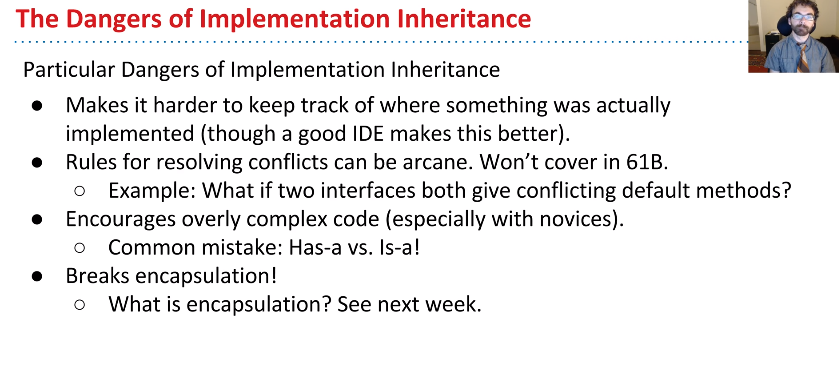 The Dangers of Implementation Inheritance
Particular Dangers of Implementation Inheritance
● Makes it harder to keep track of where something was actually
implemented (though a good IDE makes this better).
● Rules for resolving conflicts can be arcane. Won’t cover in 61B.
○ Example: What if two interfaces both give conflicting default methods?
● Encourages overly complex code (especially with novices).
○ Common mistake: Has-a vs. Is-a!
● Breaks encapsulation!
○ What is encapsulation? See next week.